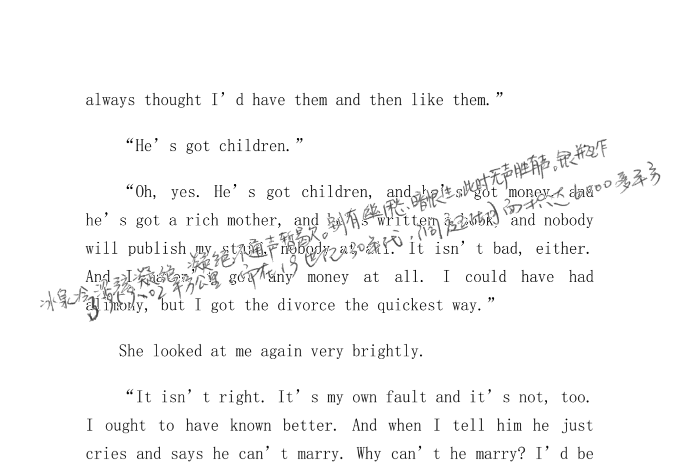 always thought I’d have them and then like them.”
“He’s got children.”
“Oh, yes. He’s got children, and he’s got money, and
he’s got a rich mother, and he’s written a book, and nobody
will publish my stuff, nobody at all. It isn’t bad, either.
And I haven’t got any money at all. I could have had
alimony, but I got the divorce the quickest way.”
She looked at me again very brightly.
“It isn’t right. It’s my own fault and it’s not, too.
I ought to have known better. And when I tell him he just
cries and says he can’t marry. Why can’t he marry? I’d be
冰泉冷涩弦凝绝,凝绝不通声暂歇。别有幽愁暗恨生,此时无声胜有声。银瓶乍
平方公里 年代